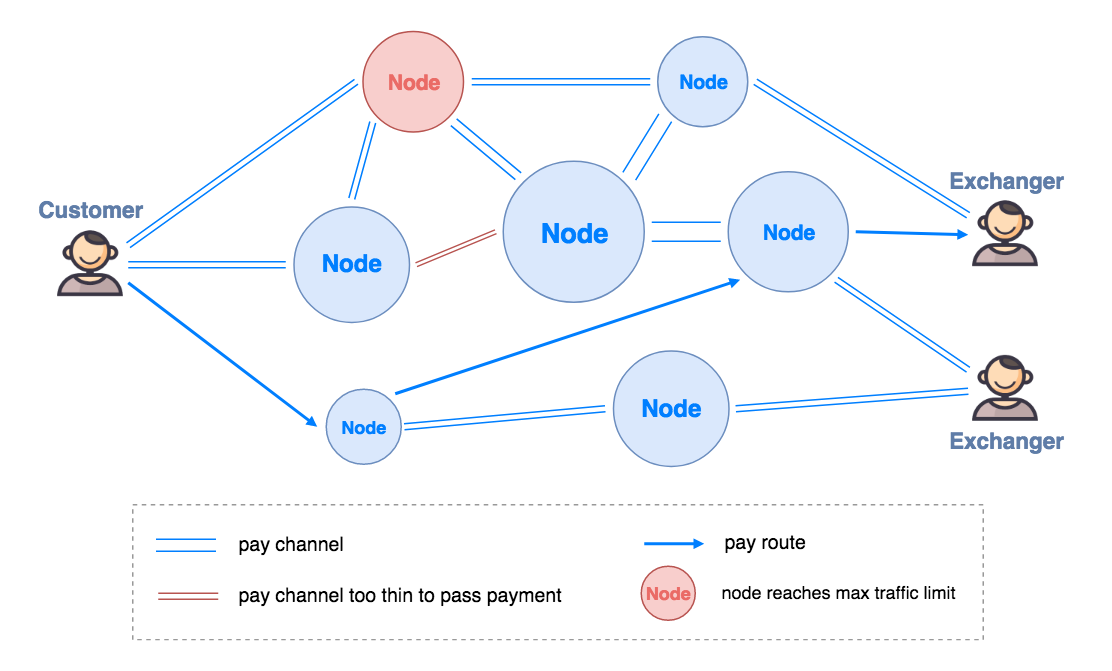 Node
Node
Exchanger
Customer
Node
Node
Node
Node
Node
Exchanger
pay channel
pay route
pay channel too thin to pass payment
Node
node reaches max traffic limit